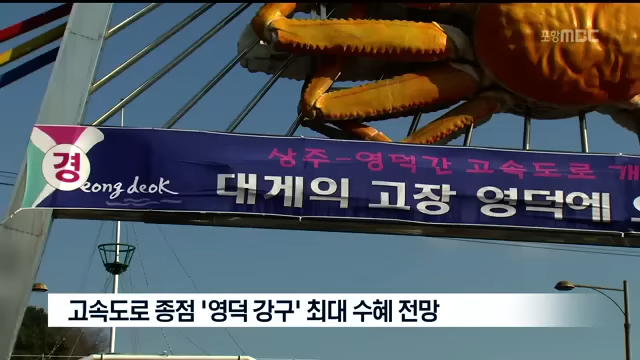 포항MBC
상주-영덕간 고속도로 개
경
eong deok
대게의 고장 영덕에
고속도로 종점 '영덕 강구' 최대 수혜 전망